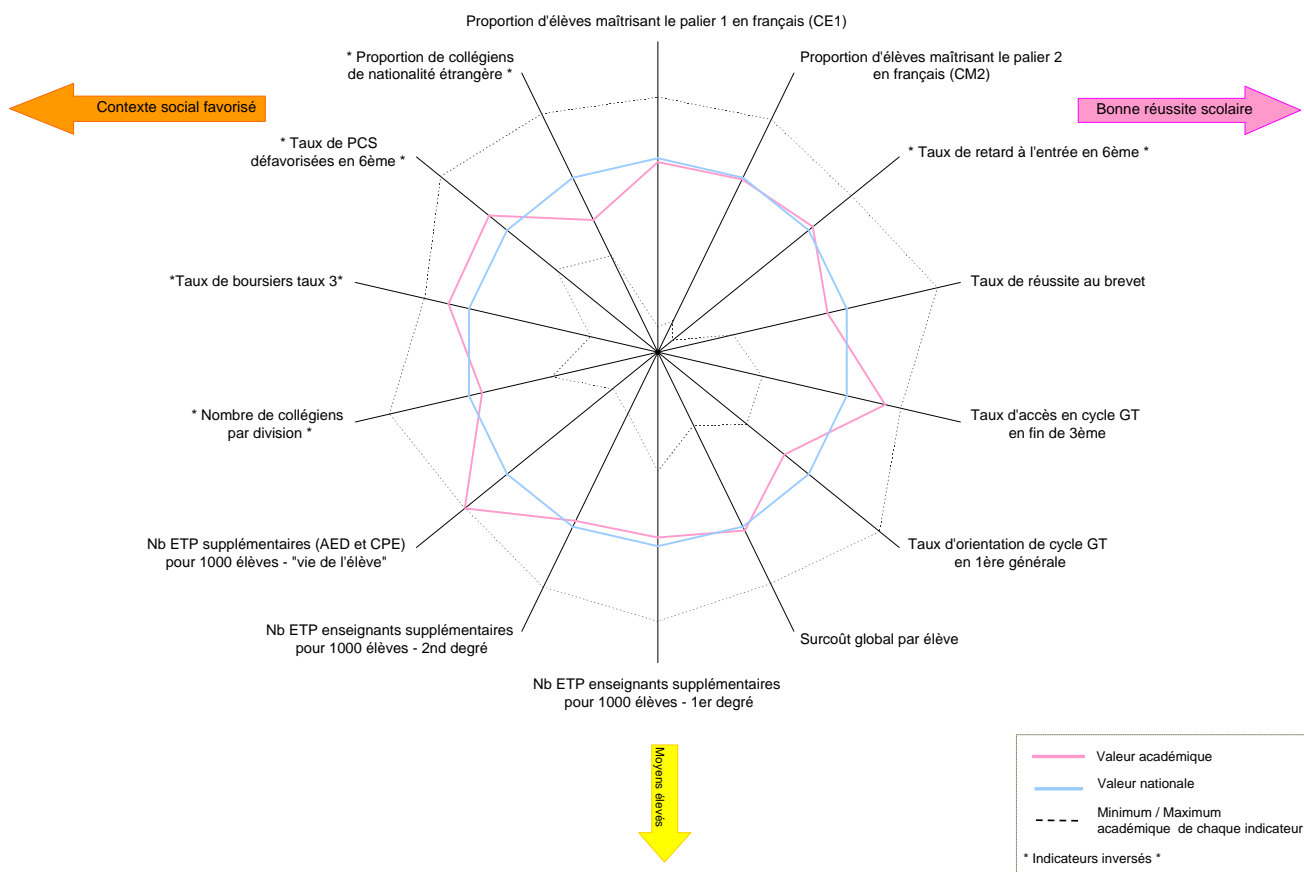 Proportion d'élèves maîtrisant le palier 1 en français (CE1)
* Proportion de collégiens
de nationalité étrangère *
Proportion d'élèves maîtrisant le palier 2
en français (CM2)
Contexte social favorisé
Bonne réussite scolaire
* Taux de PCS
défavorisées en 6ème *
* Taux de retard à l'entrée en 6ème *
*Taux de boursiers taux 3*
Taux de réussite au brevet
* Nombre de collégiens
par division *
Taux d'accès en cycle GT
en fin de 3ème
Nb ETP supplémentaires (AED et CPE)
pour 1000 élèves - "vie de l'élève"
Taux d'orientation de cycle GT
en 1ère générale
Nb ETP enseignants supplémentaires
pour 1000 élèves - 2nd degré
Surcoût global par élève
Nb ETP enseignants supplémentaires
pour 1000 élèves - 1er degré
Moyens élevés
Valeur académique
Valeur nationale
Minimum / Maximum
académique de chaque indicateur
* Indicateurs inversés *